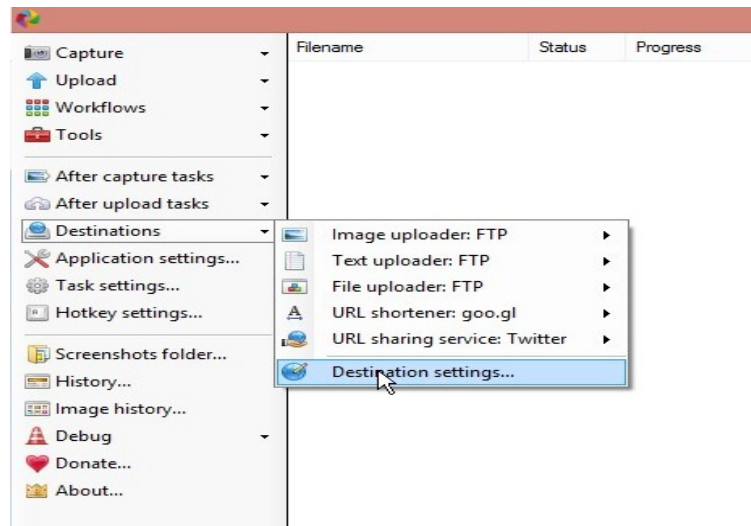 Filename Status Progress
Capture
Upload
Workflows
Tools
After capture tasks
After upload tasks
Destinations
Application settings...
Task settings...
Hotkey settings...
Screenshots folder...
History...
Image history...
Debug
Donate...
About...
Image uploader: FTP
Text uploader: FTP
File uploader: FTP
URL shortener: goo.gl
URL sharing service: Twitter
Destination settings...